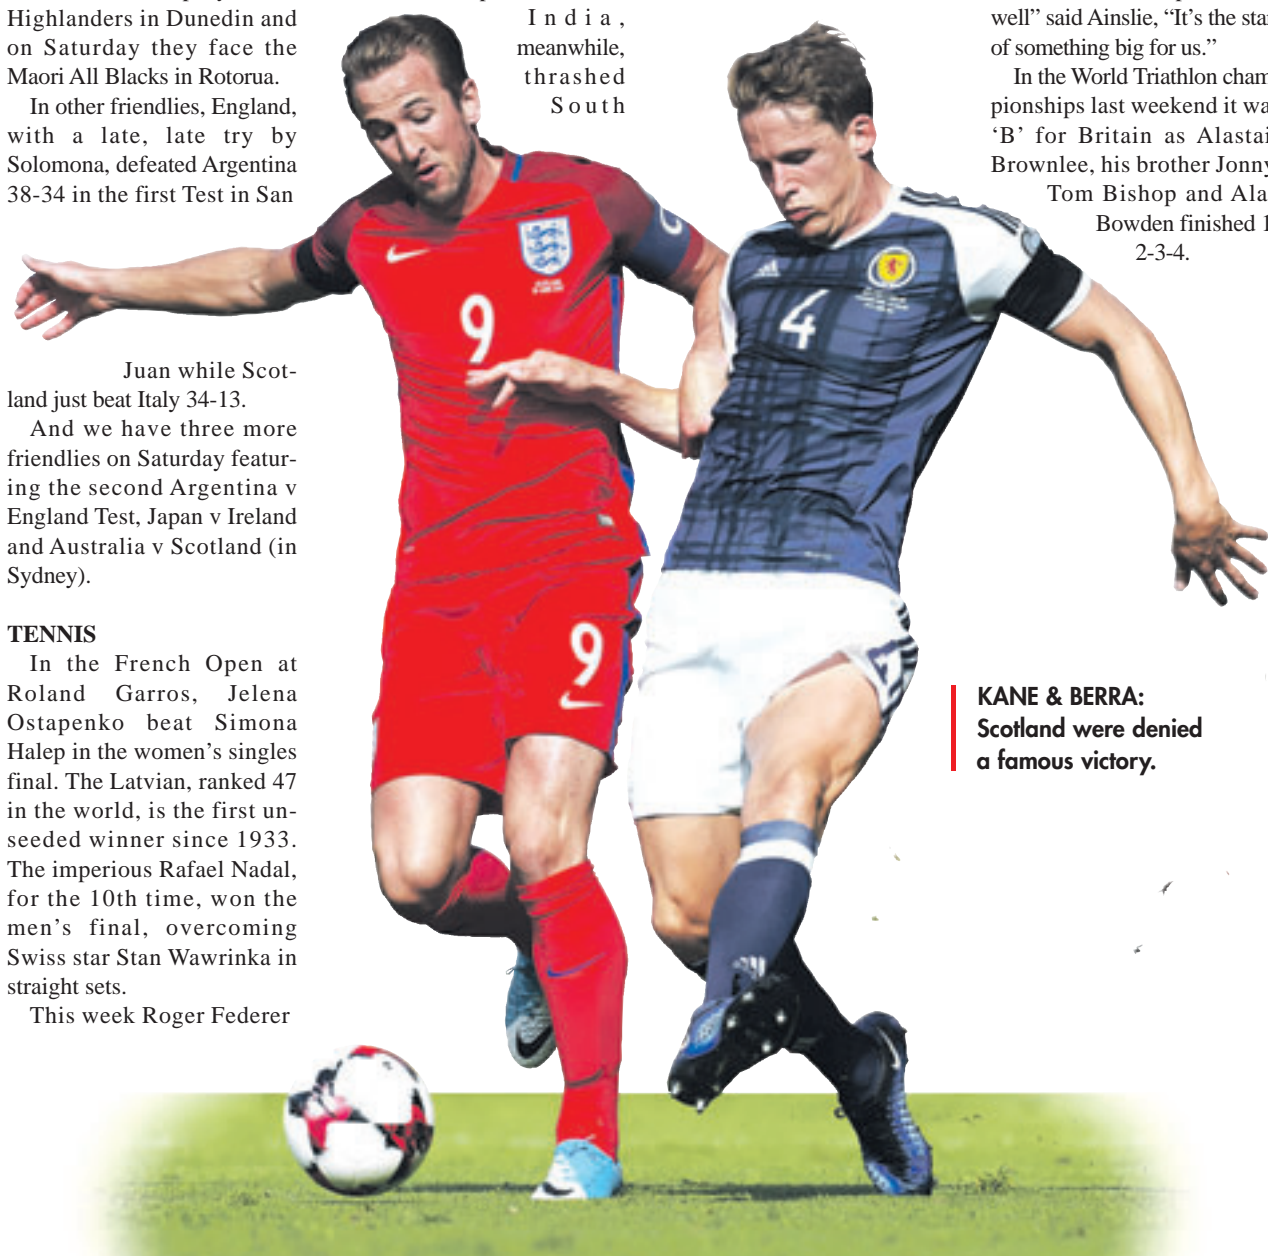 Highlanders in Dunedin and
on Saturday they face the
Maori All Blacks in Rotorua.
In other friendlies, England,
with a late, late try by
Solomona, defeated Argentina
38-34 in the first Test in San
Juan while Scot-
land just beat Italy 34-13.
And we have three more
friendlies on Saturday featur-
ing the second Argentina v
England Test, Japan v Ireland
and Australia v Scotland (in
Sydney).
TENNIS
In the French Open at
Roland Garros, Jelena
Ostapenko beat Simona
Halep in the women's singles
final. The Latvian, ranked 47
in the world, is the first un-
seeded winner since 1933.
The imperious Rafael Nadal,
for the 10th time, won the
men's final, overcoming
Swiss star Stan Wawrinka in
straight sets.
This week Roger Federer
India,
meanwhile,
thrashed
South
9
9
4
well” said Ainslie, “It's the sta
of something big for us.”
In the World Triathlon cham
pionships last weekend it wa
‘B’ for Britain as Alastai
Brownlee, his brother Jonny
Tom Bishop and Ala
Bowden finished 1
2-3-4.
KANE & BERRA:
Scotland were denied
a famous victory.